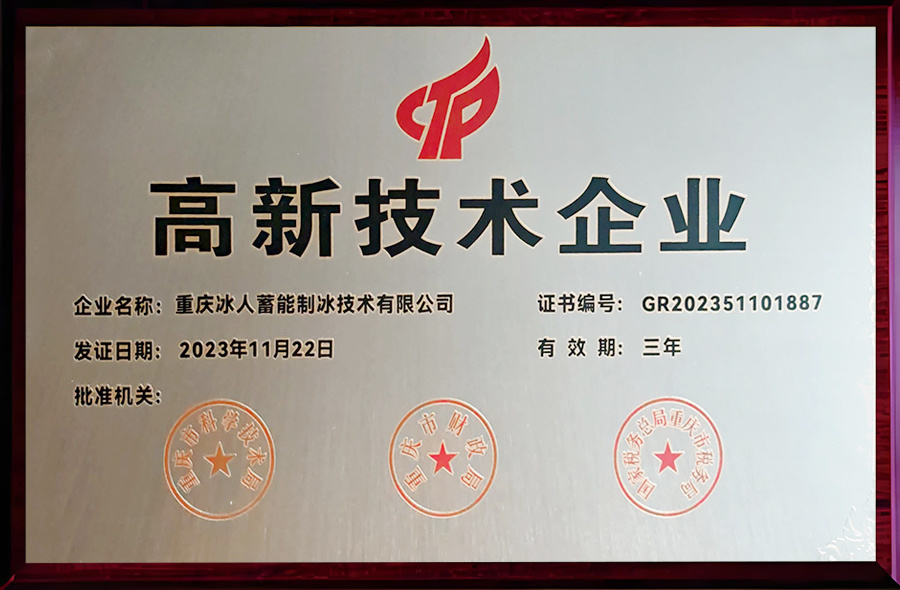 CTP
高新技术企业
企业名称：重庆冰人蓄能制冰技术有限公司
证书编号：GR202351101887
发证日期：2023年11月22日
有效期：三年
批准机关：
重庆市科学技术局
重庆市财政局
国家税务总局重庆市税务局